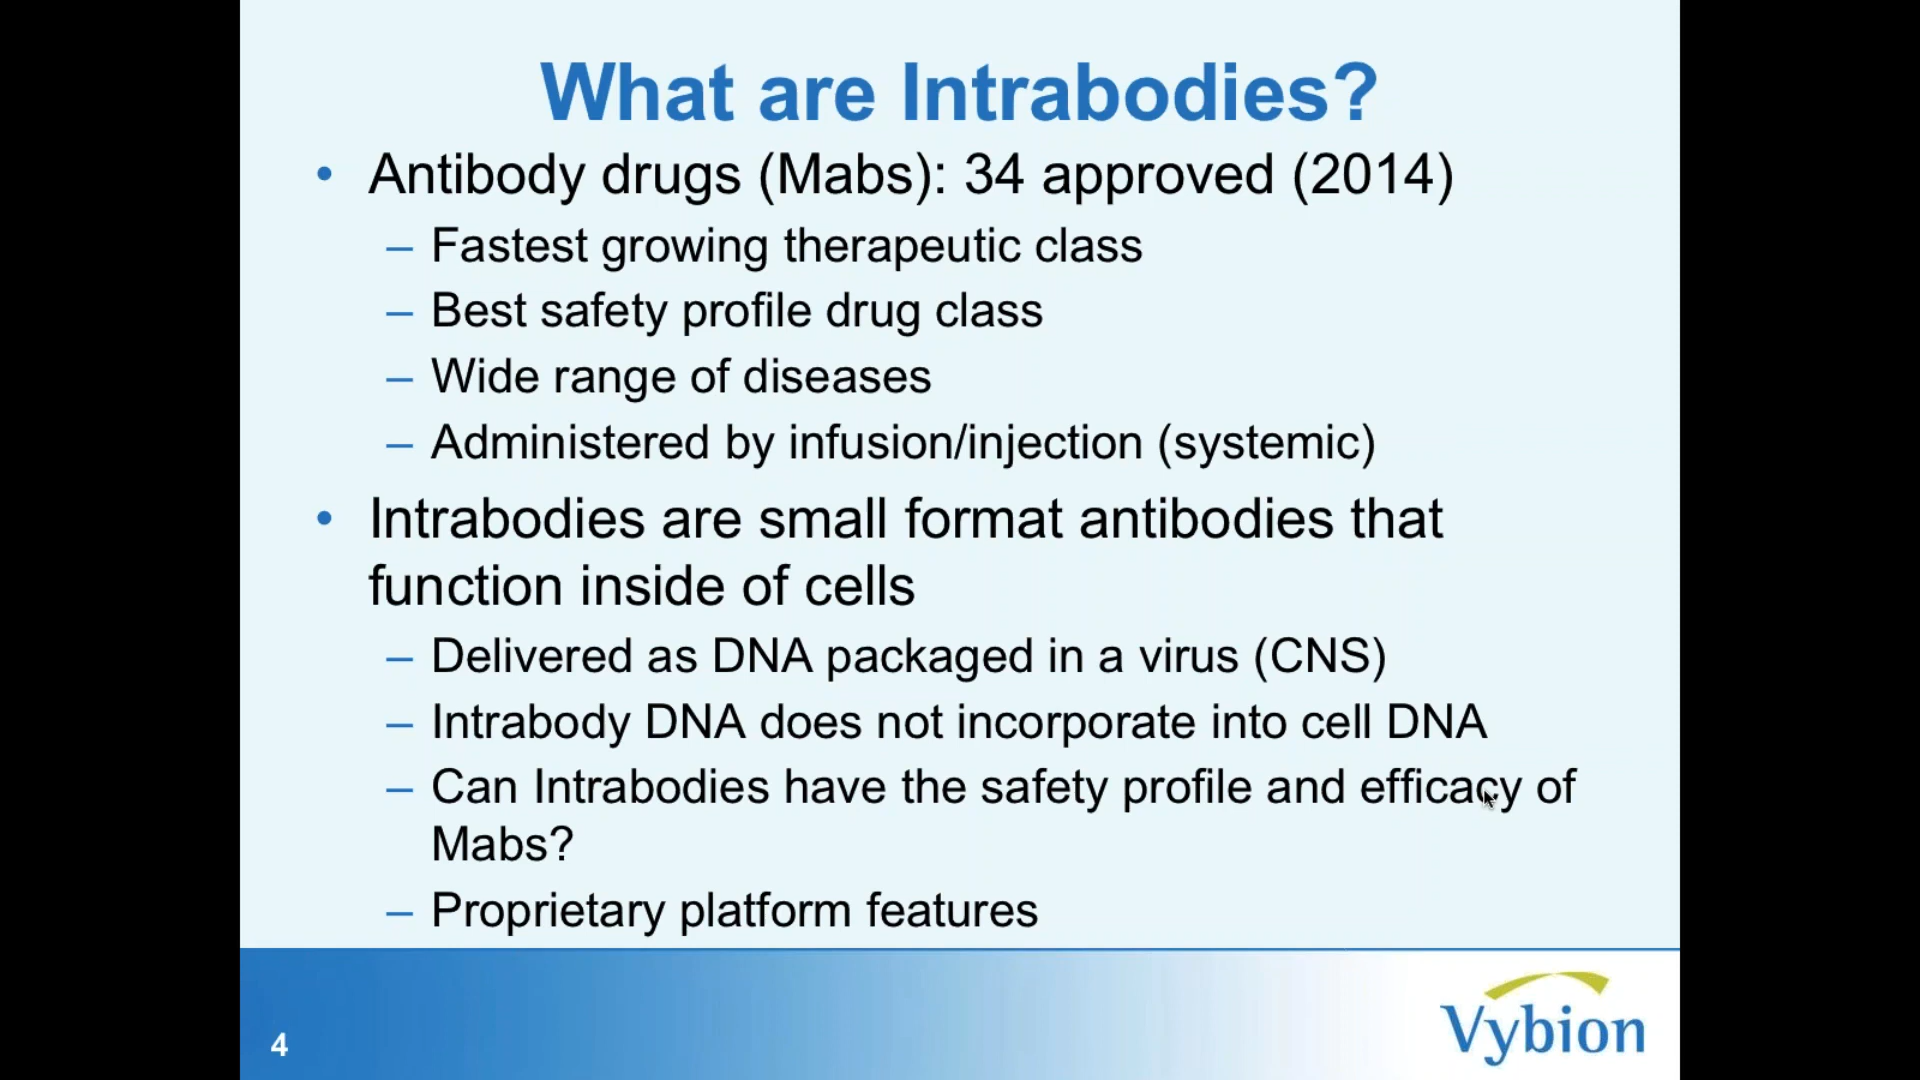 What are Intrabodies?
• Antibody drugs (Mabs): 34 approved (2014)
– Fastest growing therapeutic class
– Best safety profile drug class
– Wide range of diseases
– Administered by infusion/injection (systemic)
• Intrabodies are small format antibodies that
function inside of cells
– Delivered as DNA packaged in a virus (CNS)
– Intrabody DNA does not incorporate into cell DNA
– Can Intrabodies have the safety profile and efficacy of
Mabs?
– Proprietary platform features
4
Vybion